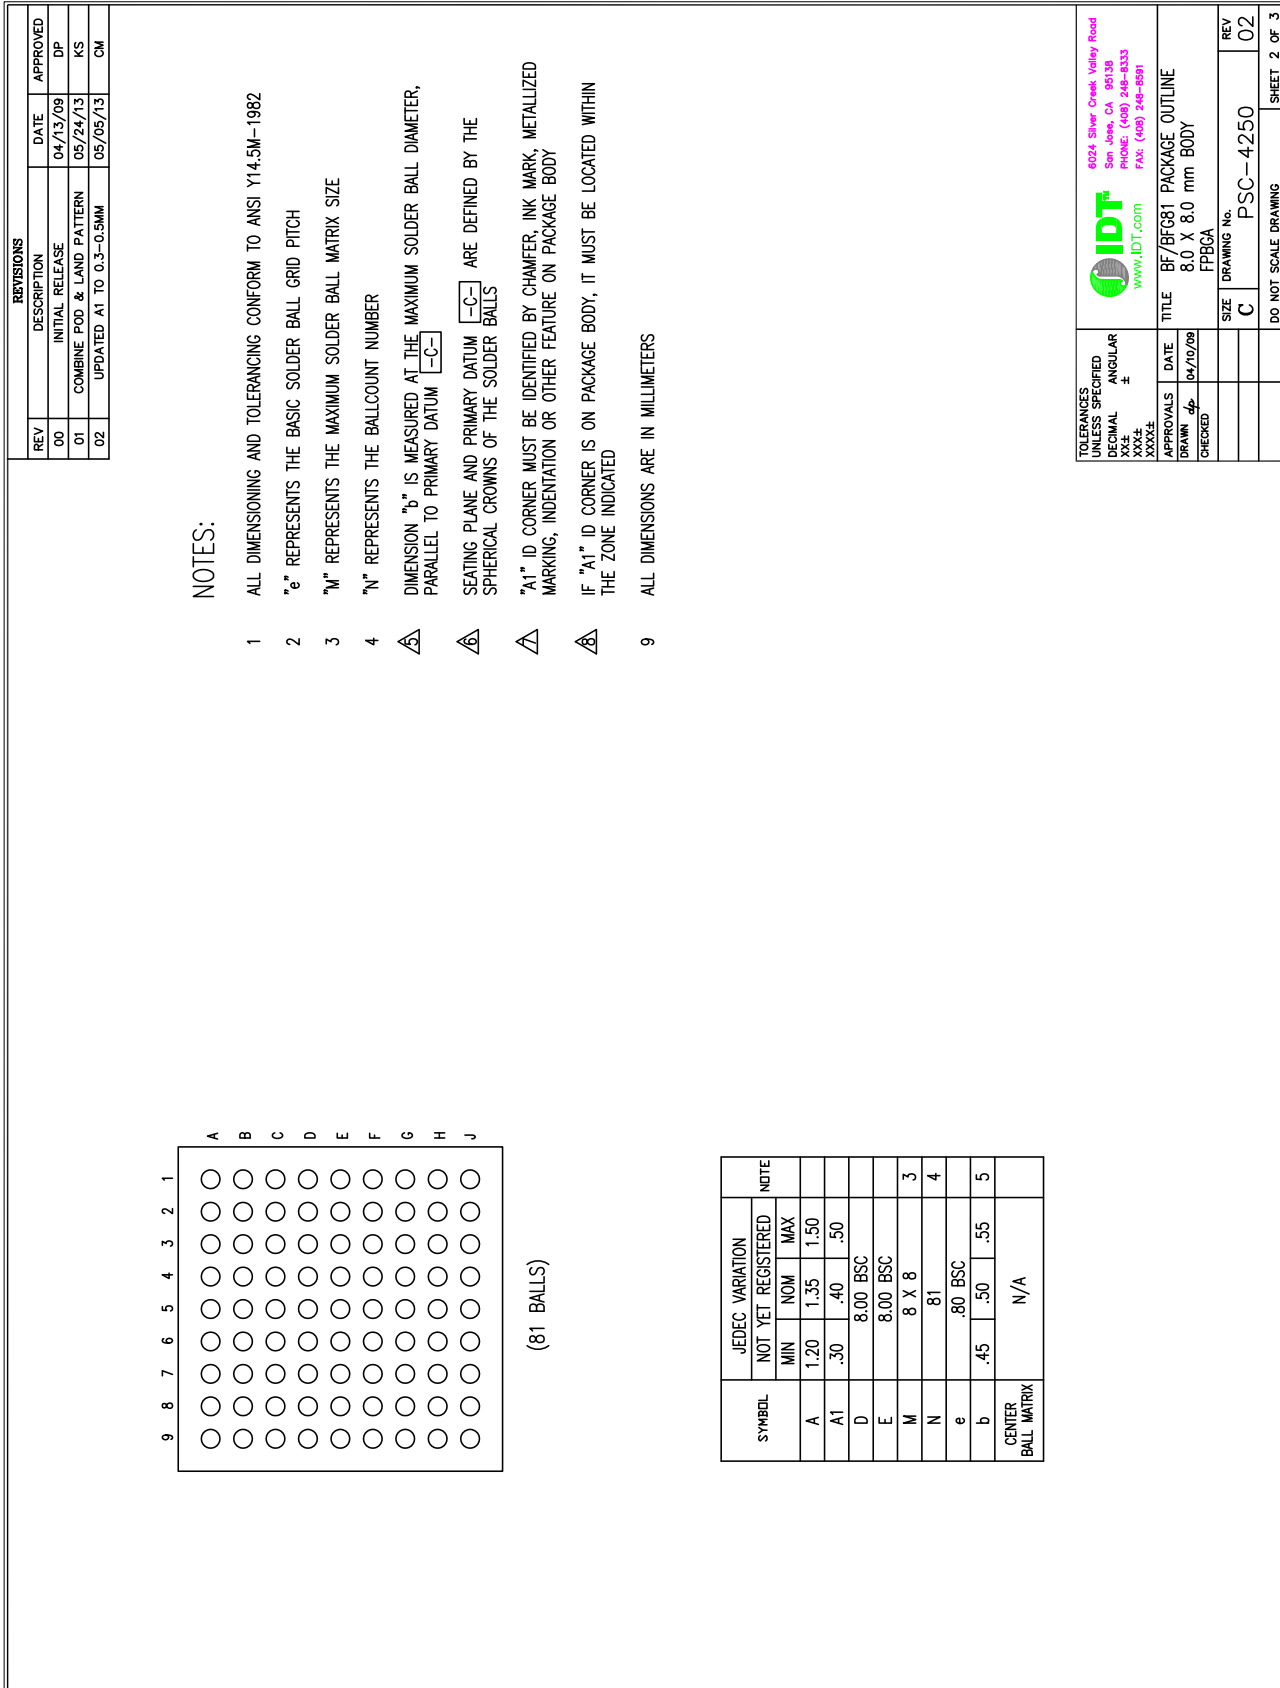 REVISIONS
REV DESCRIPTION DATE APPROVED
00 INITIAL RELEASE 04/13/09 DP
01 COMBINE POD & LAND PATTERN 05/24/13 KS
02 UPDATED A1 TO 0.3-0.5MM 05/05/13 CM
NOTES:
1 ALL DIMENSIONING AND TOLERANCING CONFORM TO ANSI Y14.5M-1982
2 "e" REPRESENTS THE BASIC SOLDER BALL GRID PITCH
3 "M" REPRESENTS THE MAXIMUM SOLDER BALL MATRIX SIZE
4 "N" REPRESENTS THE BALLCOUNT NUMBER
5 DIMENSION "b" IS MEASURED AT THE MAXIMUM SOLDER BALL DIAMETER,
PARALLEL TO PRIMARY DATUM -C-
6 SEATING PLANE AND PRIMARY DATUM -C- ARE DEFINED BY THE
SPHERICAL CROWNS OF THE SOLDER BALLS
7 "A1" ID CORNER MUST BE IDENTIFIED BY CHAMFER, INK MARK, METALLIZED
MARKING, INDENTATION OR OTHER FEATURE ON PACKAGE BODY
8 IF "A1" ID CORNER IS ON PACKAGE BODY, IT MUST BE LOCATED WITHIN
THE ZONE INDICATED
9 ALL DIMENSIONS ARE IN MILLIMETERS
9 8 7 6 5 4 3 2 1
A
B
C
D
E
F
G
H
J
(81 BALLS)
SYMBOL JEDEC VARIATION NOTE
NOT YET REGISTERED
MIN NOM MAX
A 1.20 1.35 1.50
A1 .30 .40 .50
D 8.00 BSC
E 8.00 BSC
M 8 X 8 3
N 81 4
e .80 BSC
b .45 .50 .55 5
CENTER
BALL MATRIX N/A
TOLERANCES
UNLESS SPECIFIED
DECIMAL ANGULAR
XX± ±
XXX±
XXXX±
IDT™
www.IDT.com
6024 Silver Creek Valley Road
San Jose, CA 95138
PHONE: (408) 248-8333
FAX: (408) 248-8591
APPROVALS DATE
DRAWN dp 04/10/09
CHECKED
TITLE BF/BFG81 PACKAGE OUTLINE
8.0 X 8.0 mm BODY
FPBGA
SIZE DRAWING No. REV
C PSC-4250 02
DO NOT SCALE DRAWING SHEET 2 OF 3